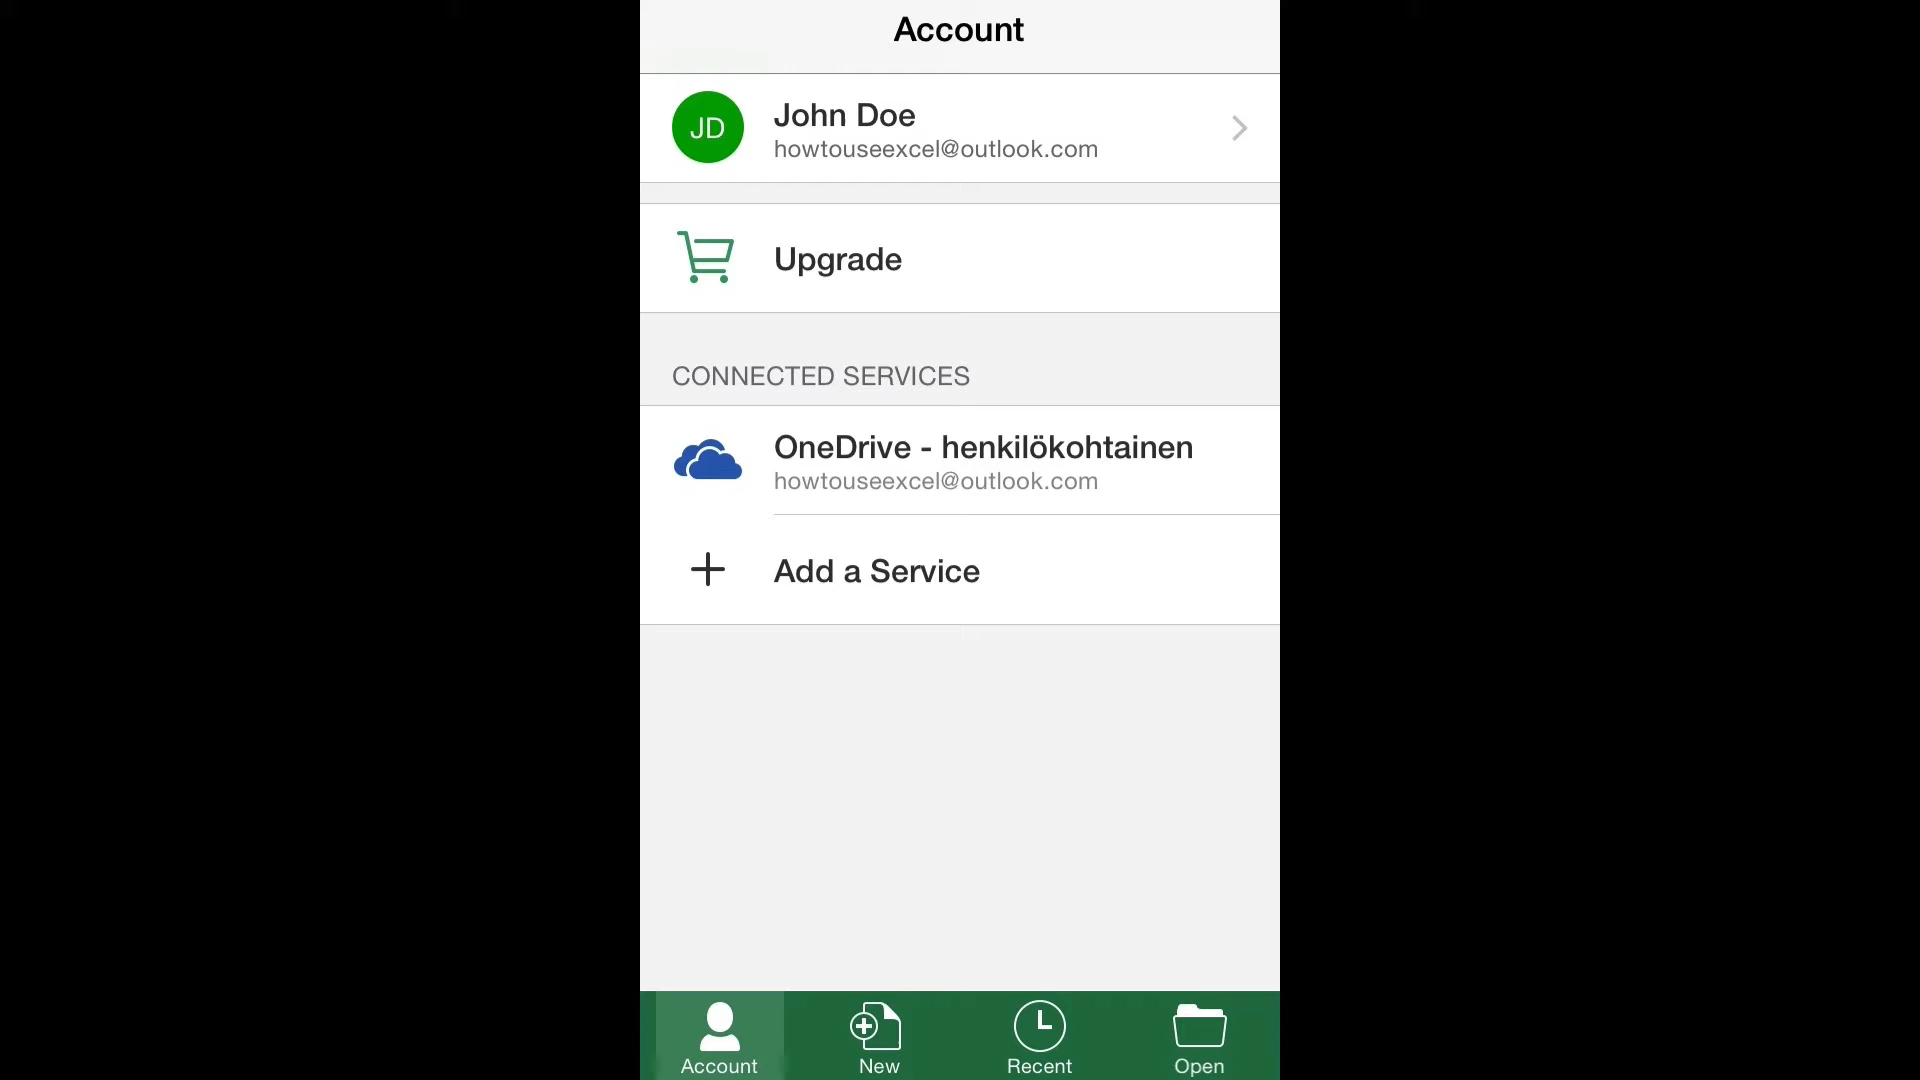 Account
JD
John Doe
howtouseexcel@outlook.com
Upgrade
CONNECTED SERVICES
OneDrive - henkilökohtainen
howtouseexcel@outlook.com
Add a Service
Account
New
Recent
Open